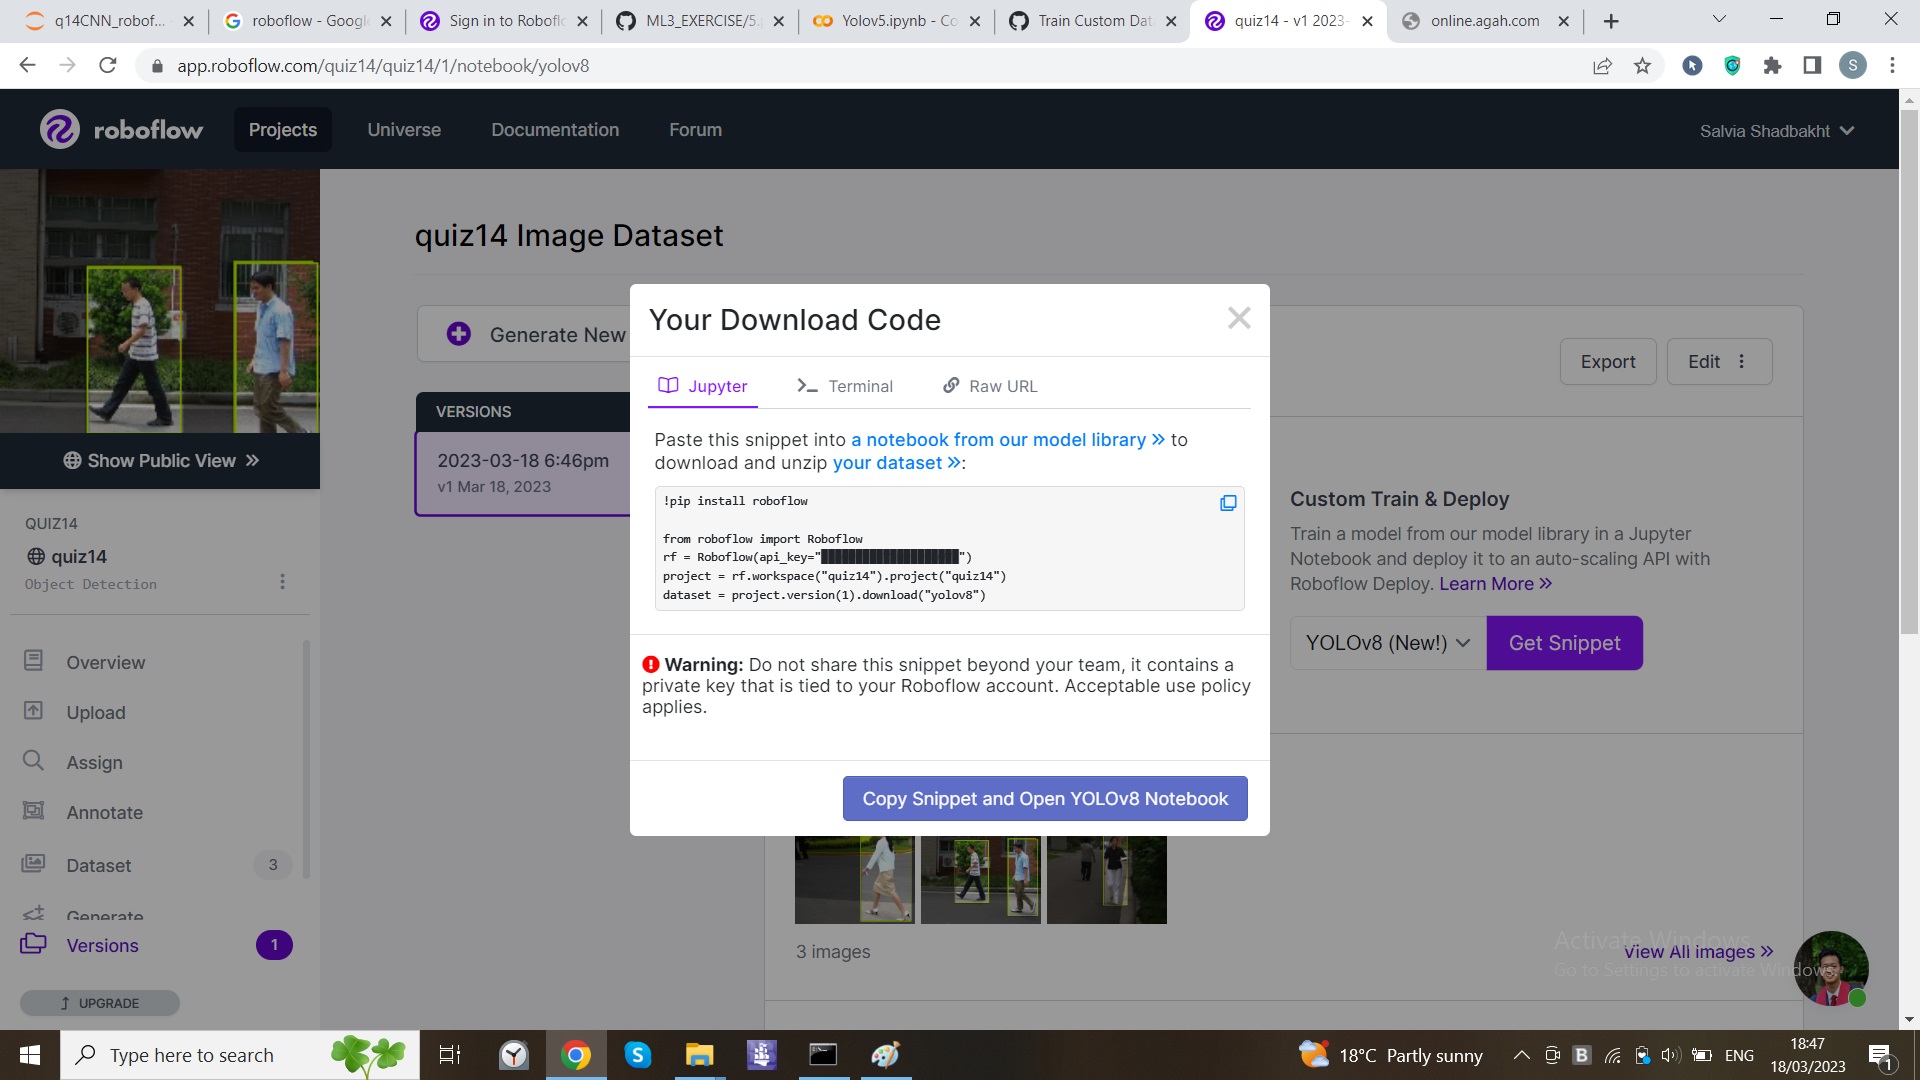 q14CNN_robof...
roboflow - Google
Sign in to Robofl
ML3_EXERCISE/5.
Yolov5.ipynb - Co
Train Custom Dat
quiz14 - v1 2023-
online.agah.com
app.roboflow.com/quiz14/quiz14/1/notebook/yolov8
S
roboflow
Projects
Universe
Documentation
Forum
Salvia Shadbakht
Show Public View »
QUIZ14
quiz14
Object Detection
Overview
Upload
Assign
Annotate
Dataset
3
Generate
Versions
1
UPGRADE
quiz14 Image Dataset
Generate New
VERSIONS
2023-03-18 6:46pm
v1 Mar 18, 2023
Export
Edit
Your Download Code
Jupyter
Terminal
Raw URL
Paste this snippet into a notebook from our model library » to
download and unzip your dataset »:
!pip install roboflow
from roboflow import Roboflow
rf = Roboflow(api_key="████████████████████")
project = rf.workspace("quiz14").project("quiz14")
dataset = project.version(1).download("yolov8")
Warning: Do not share this snippet beyond your team, it contains a
private key that is tied to your Roboflow account. Acceptable use policy
applies.
Copy Snippet and Open YOLOv8 Notebook
Custom Train & Deploy
Train a model from our model library in a Jupyter
Notebook and deploy it to an auto-scaling API with
Roboflow Deploy. Learn More »
YOLOv8 (New!)
Get Snippet
3 images
View All images »
Activate Windows
Go to Settings to activate Windows.
Type here to search
18°C Partly sunny
ENG
18:47
18/03/2023
1